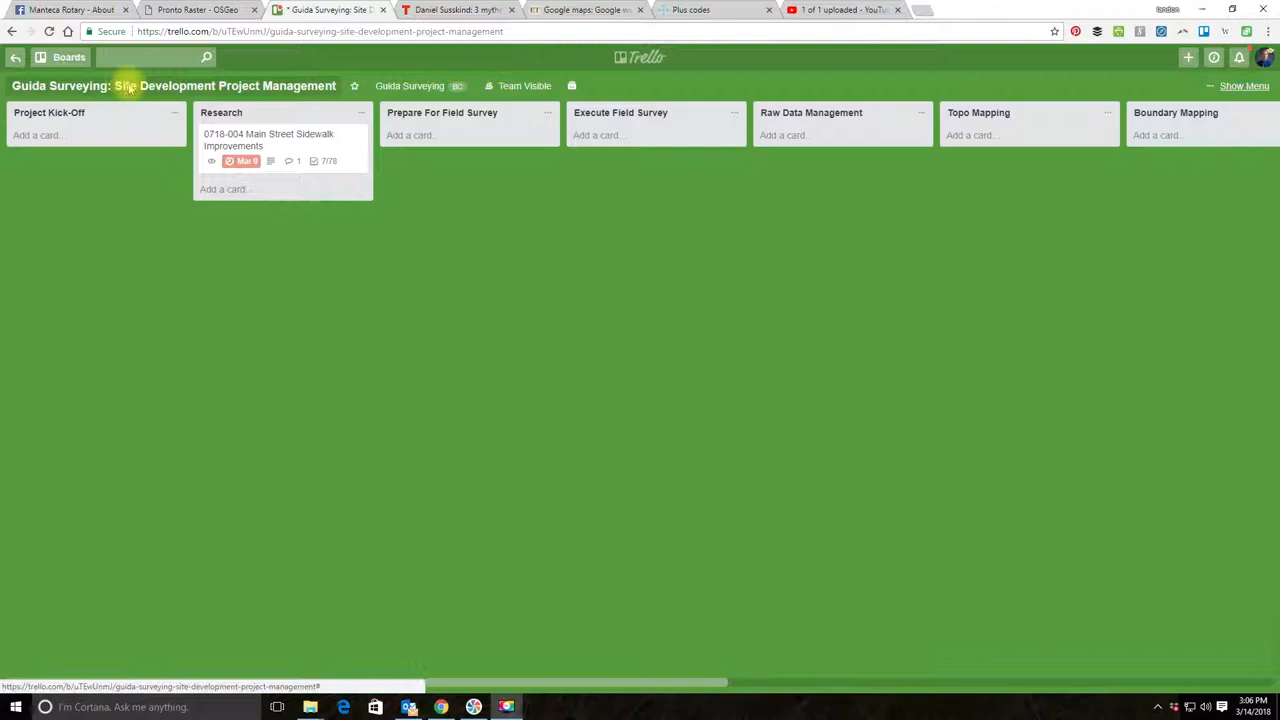 Manteca Rotary - About
Pronto Raster - OSGeo
* Guida Surveying: Site D
Daniel Susskind: 3 myths
Google maps: Google w
Plus codes
1 of 1 uploaded - YouTu
landon
Secure
https://trello.com/b/uTEwUnmJ/guida-surveying-site-development-project-management
Boards
Trello
Guida Surveying: Site Development Project Management
Guida Surveying BC
Team Visible
Show Menu
Project Kick-Off
Add a card...
Research
0718-004 Main Street Sidewalk
Improvements
Mar 9
1
7/78
Add a card...
Prepare For Field Survey
Add a card...
Execute Field Survey
Add a card...
Raw Data Management
Add a card...
Topo Mapping
Add a card...
Boundary Mapping
Add a card...
https://trello.com/b/uTEwUnmJ/guida-surveying-site-development-project-management#
I'm Cortana. Ask me anything.
3:06 PM
3/14/2018